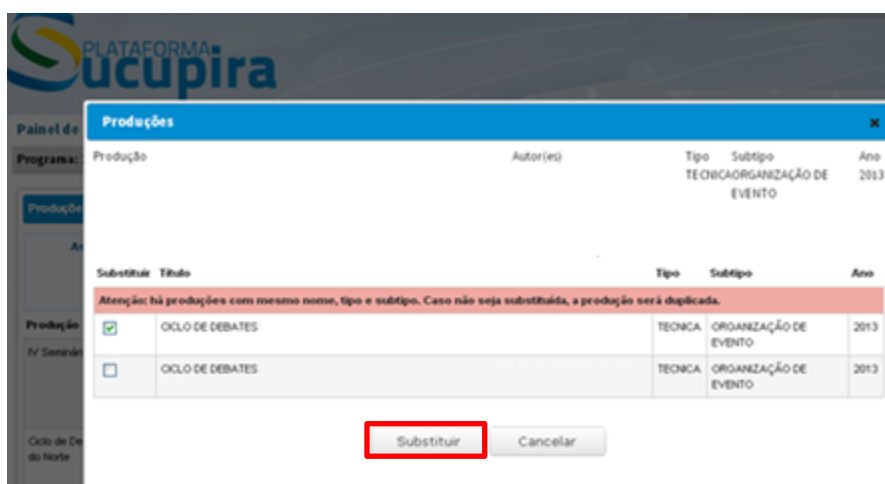 PLATAFORMA
Sucupira
Painel de
Programa:
Produções
Produção Autor(es) Tipo Subtipo Ano
TECNICA ORGANIZAÇÃO DE 2013
EVENTO
Substituir Título Tipo Subtipo Ano
Atenção: há produções com mesmo nome, tipo e subtipo. Caso não seja substituída, a produção será duplicada.
CICLO DE DEBATES TECNICA ORGANIZAÇÃO DE 2013
EVENTO
CICLO DE DEBATES TECNICA ORGANIZAÇÃO DE 2013
EVENTO
Substituir Cancelar
Produçõe
Produção
IV Seminári
Ciclo de De
do Norte